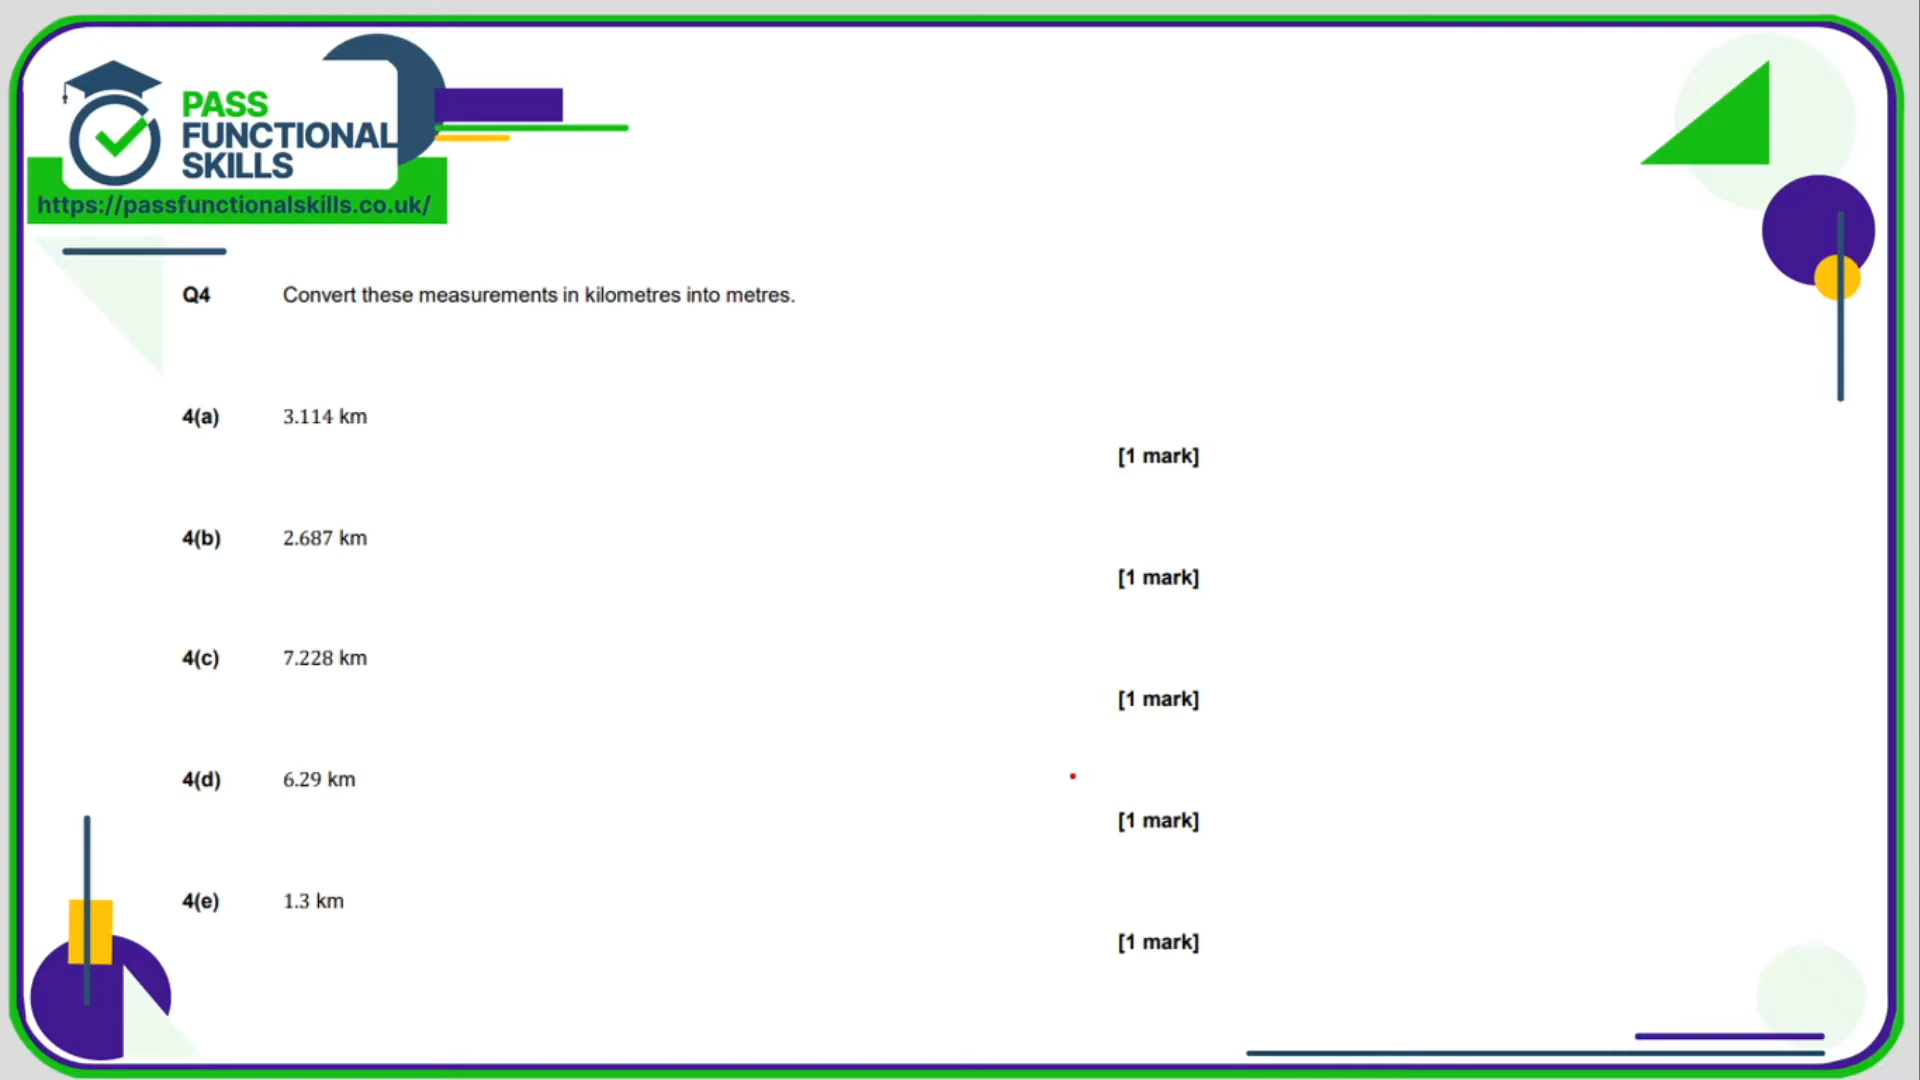 PASS
FUNCTIONAL
SKILLS
https://passfunctionalskills.co.uk/
Q4 Convert these measurements in kilometres into metres.
4(a) 3.114 km
[1 mark]
4(b) 2.687 km
[1 mark]
4(c) 7.228 km
[1 mark]
4(d) 6.29 km
[1 mark]
4(e) 1.3 km
[1 mark]